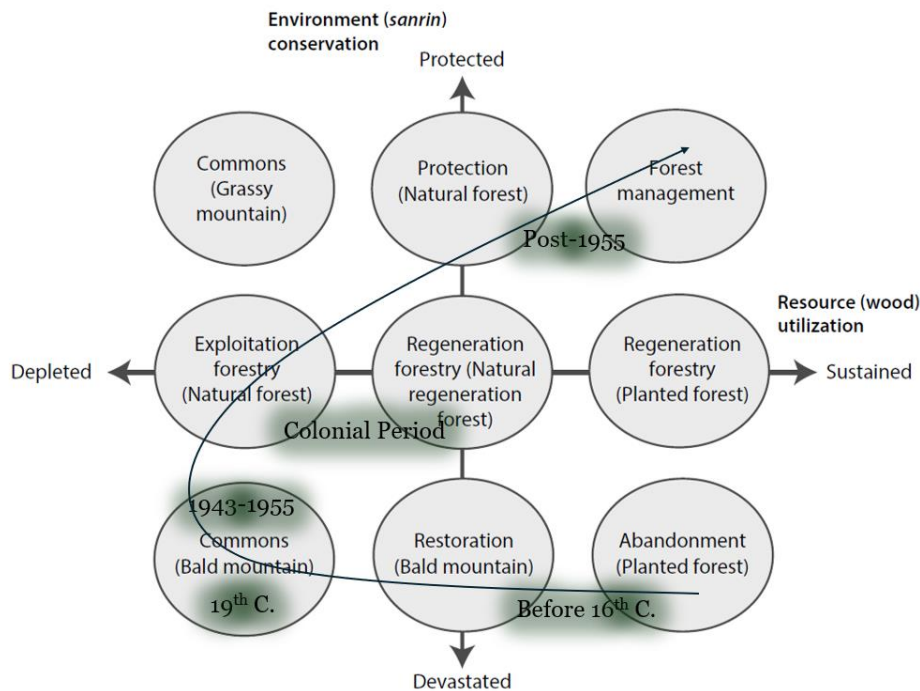 Environment (sanrin)
conservation
Protected
Commons
(Grassy
mountain)
Protection
(Natural forest)
Forest
management
Post-1955
Resource (wood)
utilization
Depleted
Exploitation
forestry
(Natural forest)
Regeneration
forestry (Natural
regeneration
forest)
Regeneration
forestry
(Planted forest)
Sustained
Colonial Period
1943-1955
Commons
(Bald mountain)
19th C.
Restoration
(Bald mountain)
Abandonment
(Planted forest)
Before 16th C.
Devastated